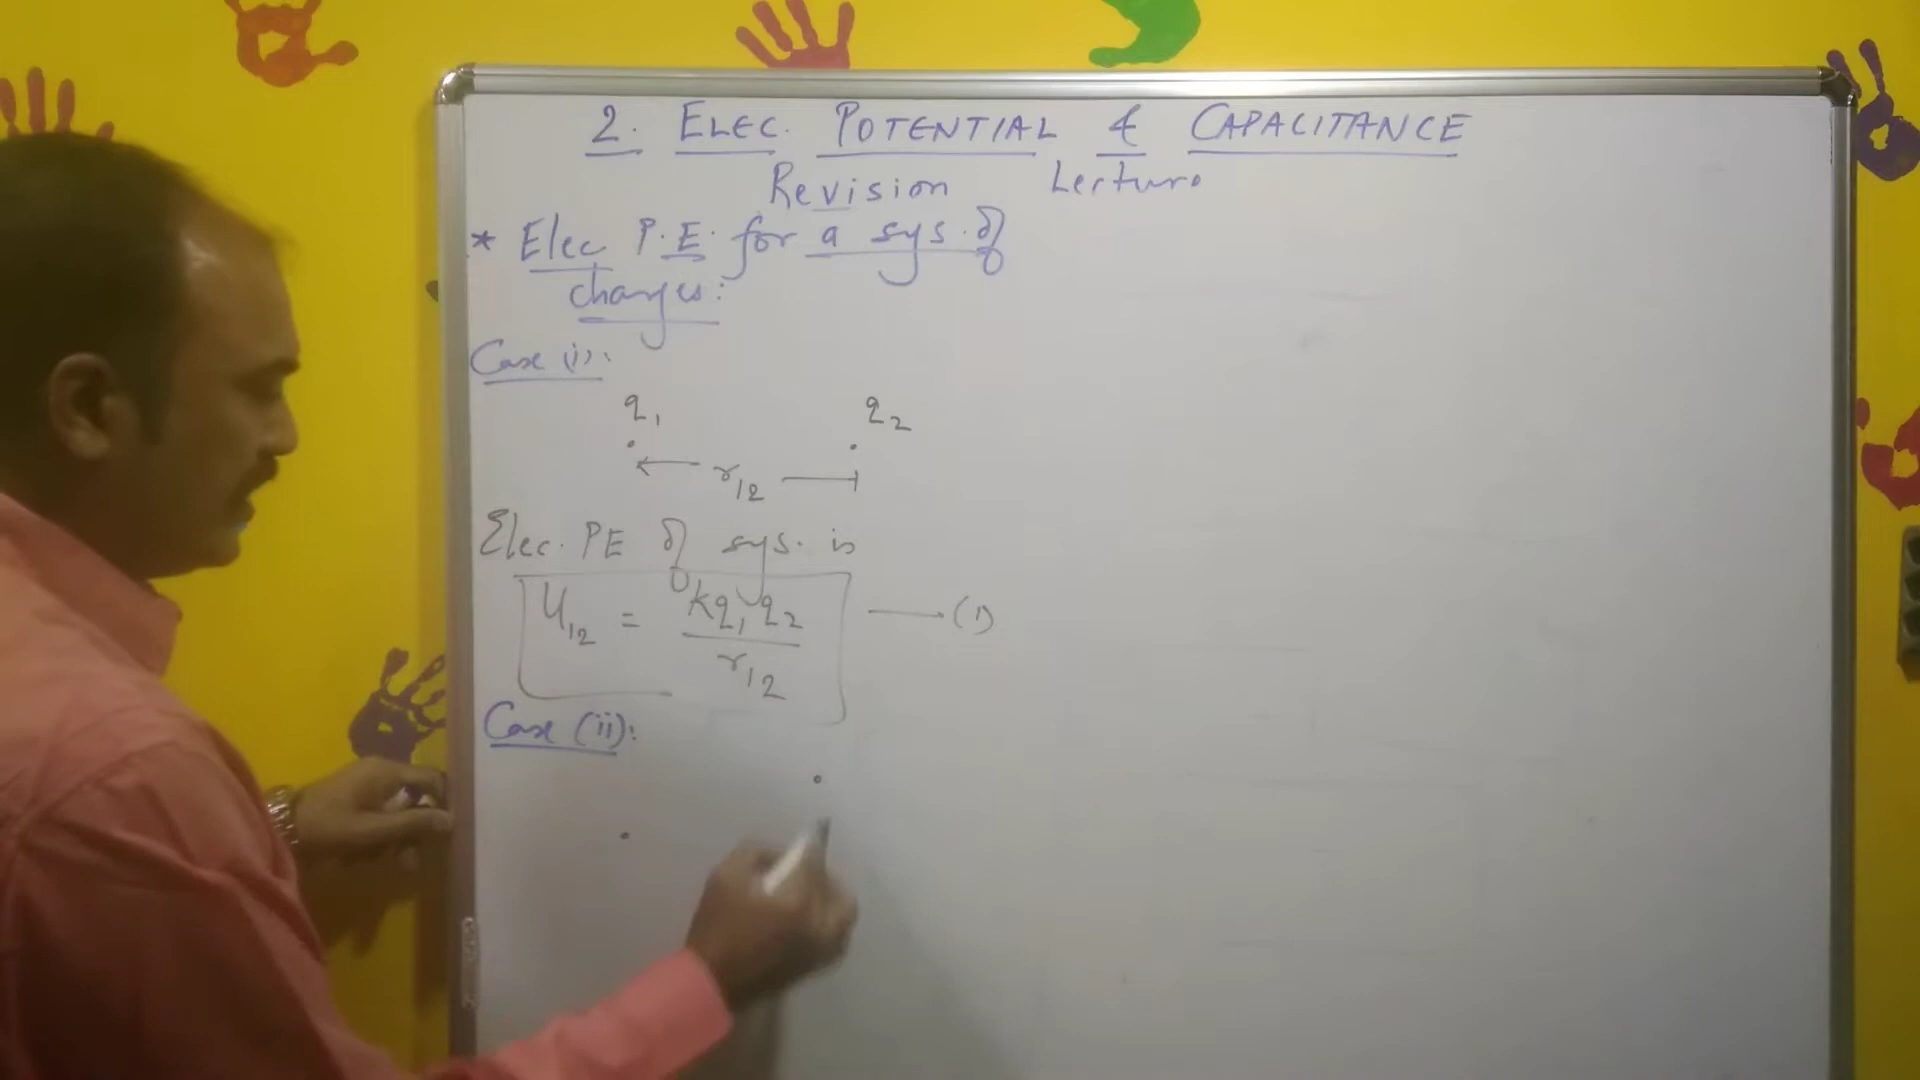 2. ELEC. POTENTIAL & CAPACITANCE
Revision Lecture
* Elec P.E. for a sys. of
charges:
Case (i):
q₁ q₂
r₁₂
Elec. PE of sys. is
U₁₂ = kq₁q₂ / r₁₂ —(1)
Case (ii):